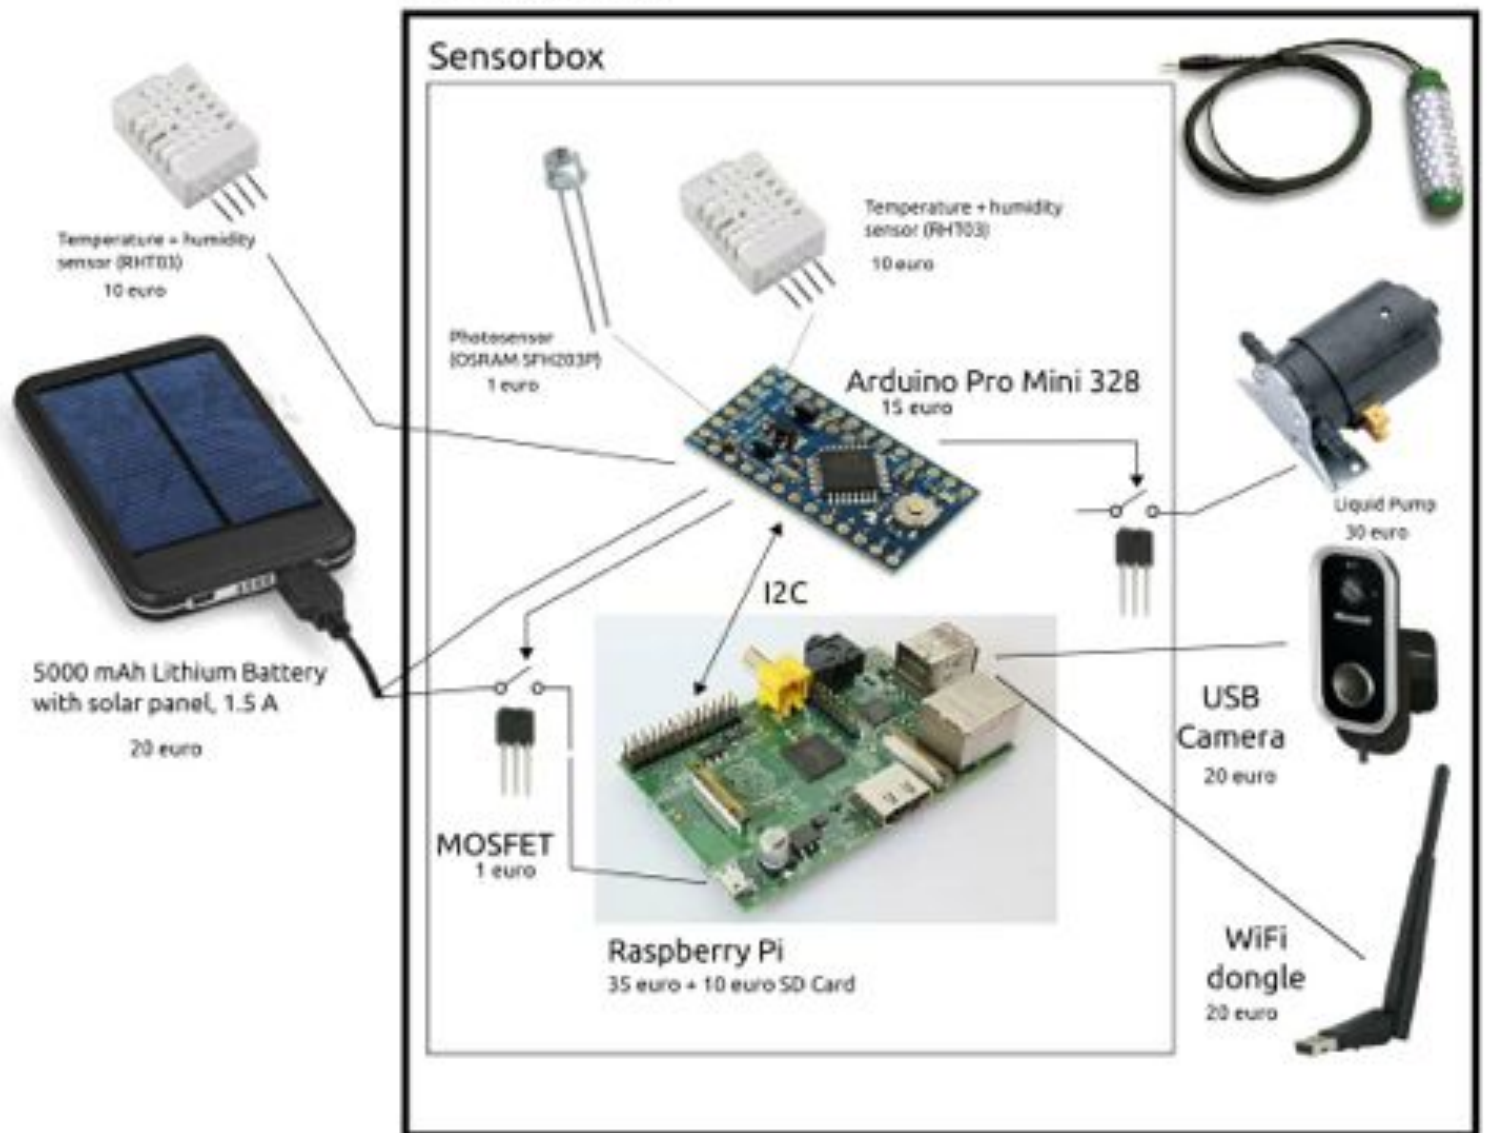 Sensorbox
Temperature + humidity
sensor (RHT03)
10 euro
Temperature + humidity
sensor (RHT03)
10 euro
Photosensor
(OSRAM SFH203P)
1 euro
Arduino Pro Mini 328
15 euro
Liquid Pump
30 euro
I2C
5000 mAh Lithium Battery
with solar panel, 1.5 A
20 euro
USB
Camera
20 euro
MOSFET
1 euro
Raspberry Pi
35 euro + 10 euro SD Card
WiFi
dongle
20 euro